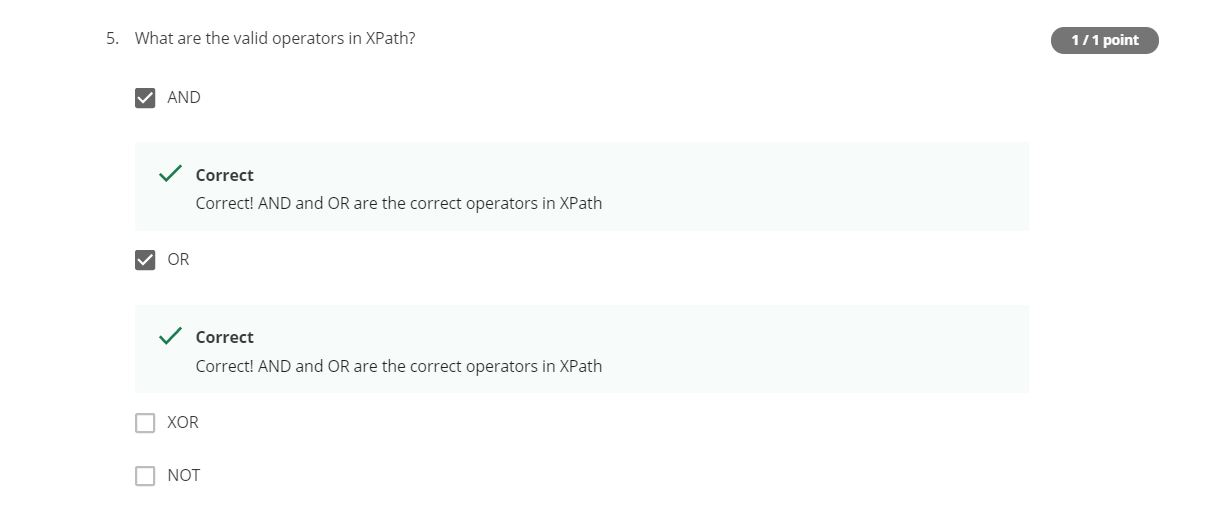 5. What are the valid operators in XPath?
1 / 1 point
AND
Correct
Correct! AND and OR are the correct operators in XPath
OR
Correct
Correct! AND and OR are the correct operators in XPath
XOR
NOT